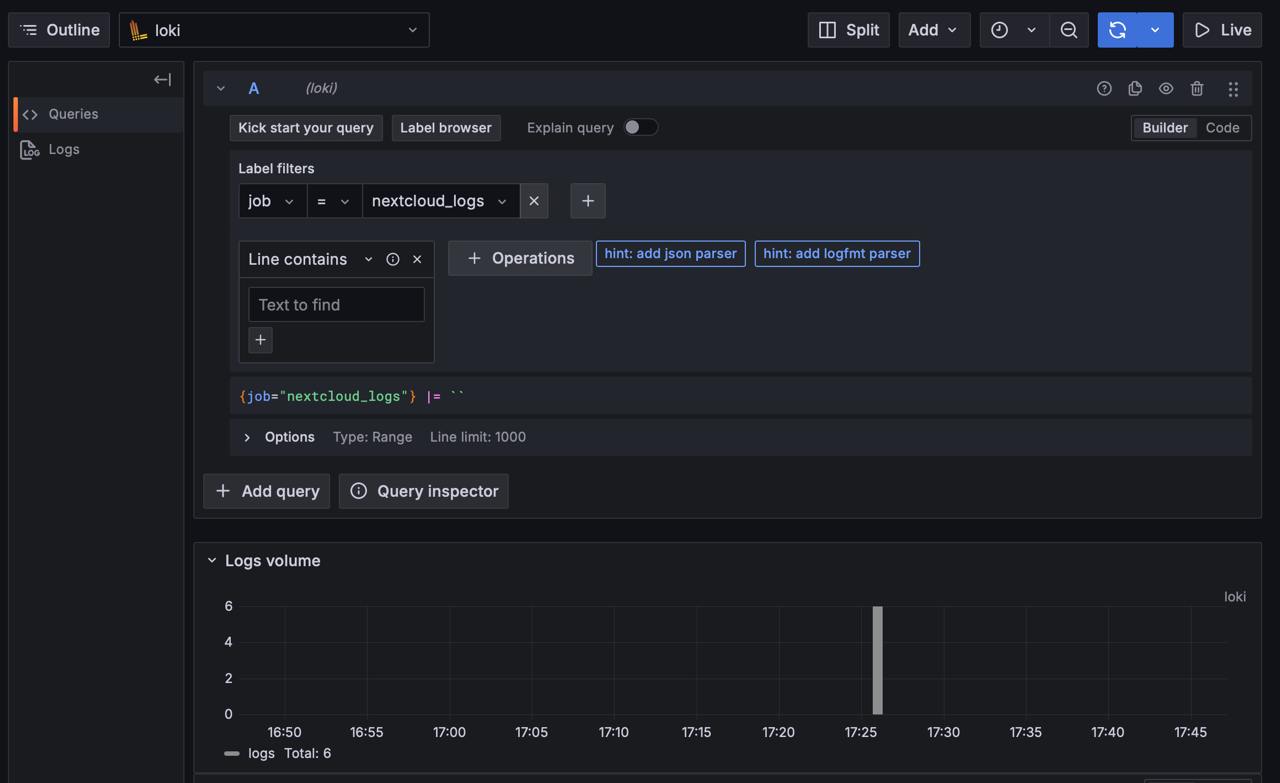 Outline
loki
Split
Add
Live
Queries
Logs
A (loki)
Kick start your query
Label browser
Explain query
Builder
Code
Label filters
job = nextcloud_logs
Line contains
Operations
hint: add json parser
hint: add logfmt parser
Text to find
{job="nextcloud_logs"} |= ``
Options Type: Range Line limit: 1000
Add query
Query inspector
Logs volume
loki
6
4
2
0
16:50 16:55 17:00 17:05 17:10 17:15 17:20 17:25 17:30 17:35 17:40 17:45
logs Total: 6